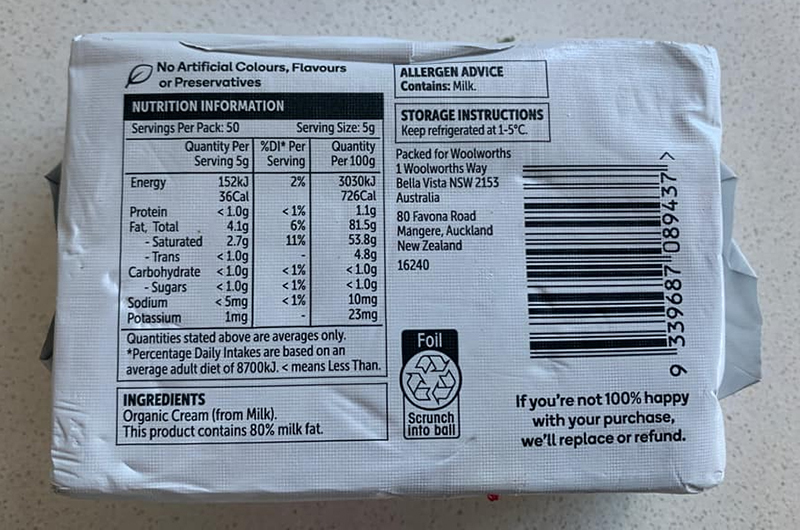 No Artificial Colours, Flavours
or Preservatives
NUTRITION INFORMATION
Servings Per Pack: 50 Serving Size: 5g
Quantity Per Serving 5g %DI* Per Serving Quantity Per 100g
Energy 152kJ 2% 3030kJ
36Cal 726Cal
Protein < 1.0g < 1% 1.1g
Fat, Total 4.1g 6% 81.5g
- Saturated 2.7g 11% 53.8g
- Trans < 1.0g - 4.8g
Carbohydrate < 1.0g < 1% < 1.0g
- Sugars < 1.0g < 1% < 1.0g
Sodium < 5mg < 1% 10mg
Potassium 1mg - 23mg
Quantities stated above are averages only.
*Percentage Daily Intakes are based on an
average adult diet of 8700kJ. < means Less Than.
INGREDIENTS
Organic Cream (from Milk).
This product contains 80% milk fat.
ALLERGEN ADVICE
Contains: Milk.
STORAGE INSTRUCTIONS
Keep refrigerated at 1-5°C.
Packed for Woolworths
1 Woolworths Way
Bella Vista NSW 2153
Australia
80 Favona Road
Mangere, Auckland
New Zealand
16240
Foil
Scrunch
into ball
9 339687 089437 >
If you're not 100% happy
with your purchase,
we'll replace or refund.